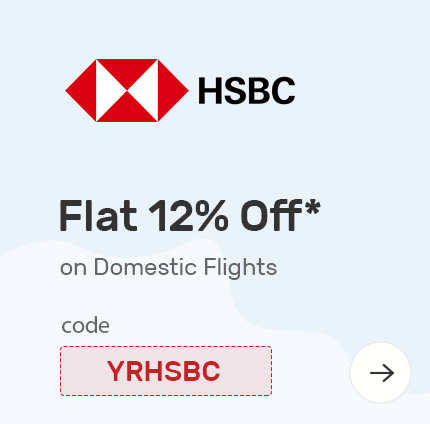 HSBC
Flat 12% Off*
on Domestic Flights
code
YRHSBC